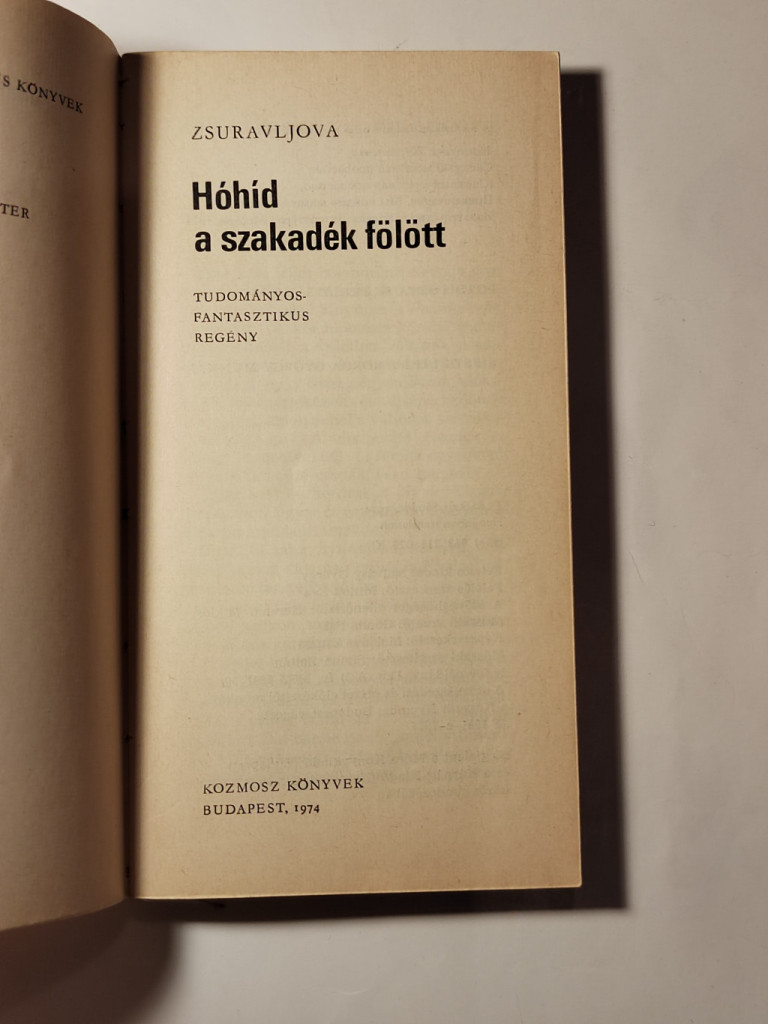 S KÖNYVEK
TER
ZSURAVLJOVA
Hóhíd
a szakadék fölött
TUDOMÁNYOS-
FANTASZTIKUS
REGÉNY
KOZMOSZ KÖNYVEK
BUDAPEST, 1974